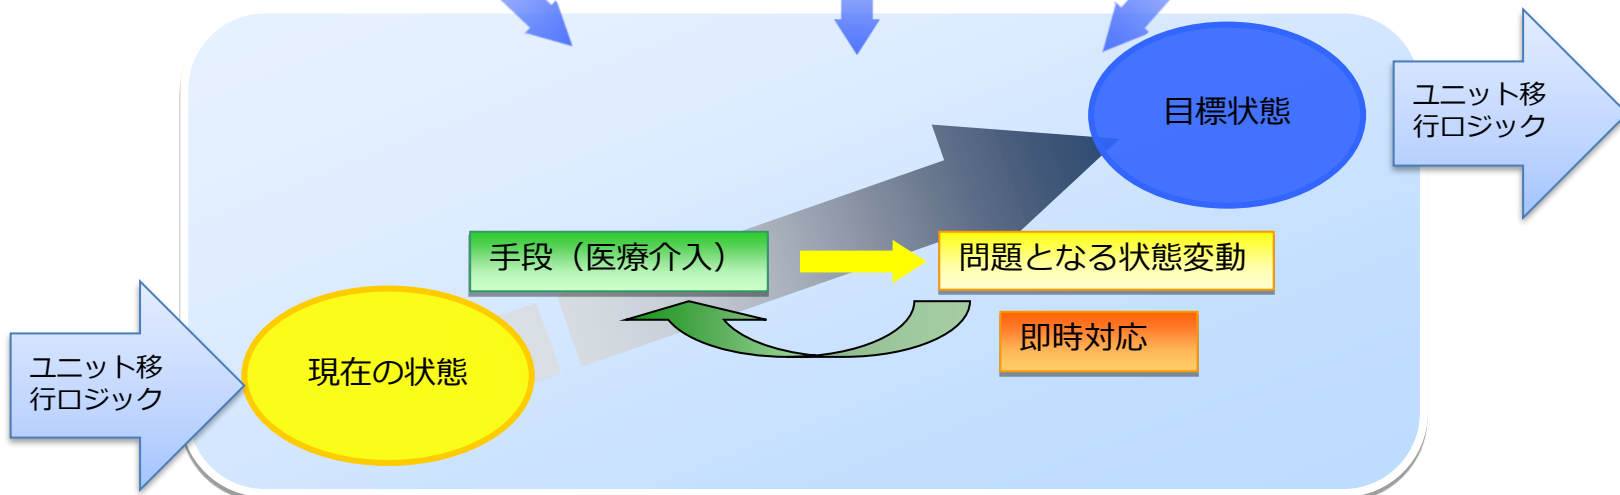 目標状態
ユニット移
行ロジック
手段（医療介入）
問題となる状態変動
即時対応
現在の状態
ユニット移
行ロジック